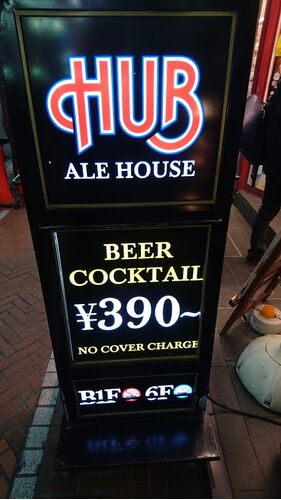 HUB
ALE HOUSE
BEER
COCKTAIL
¥390~
NO COVER CHARGE
B1F 6F